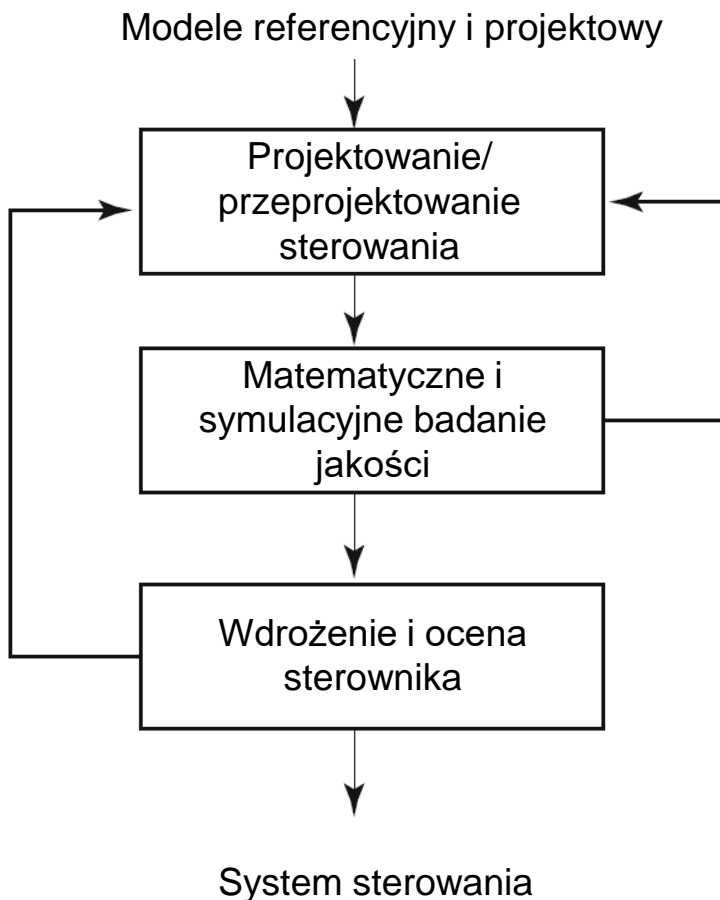 Modele referencyjny i projektowy
Projektowanie/
przeprojektowanie
sterowania
Matematyczne i
symulacyjne badanie
jakości
Wdrożenie i ocena
sterownika
System sterowania